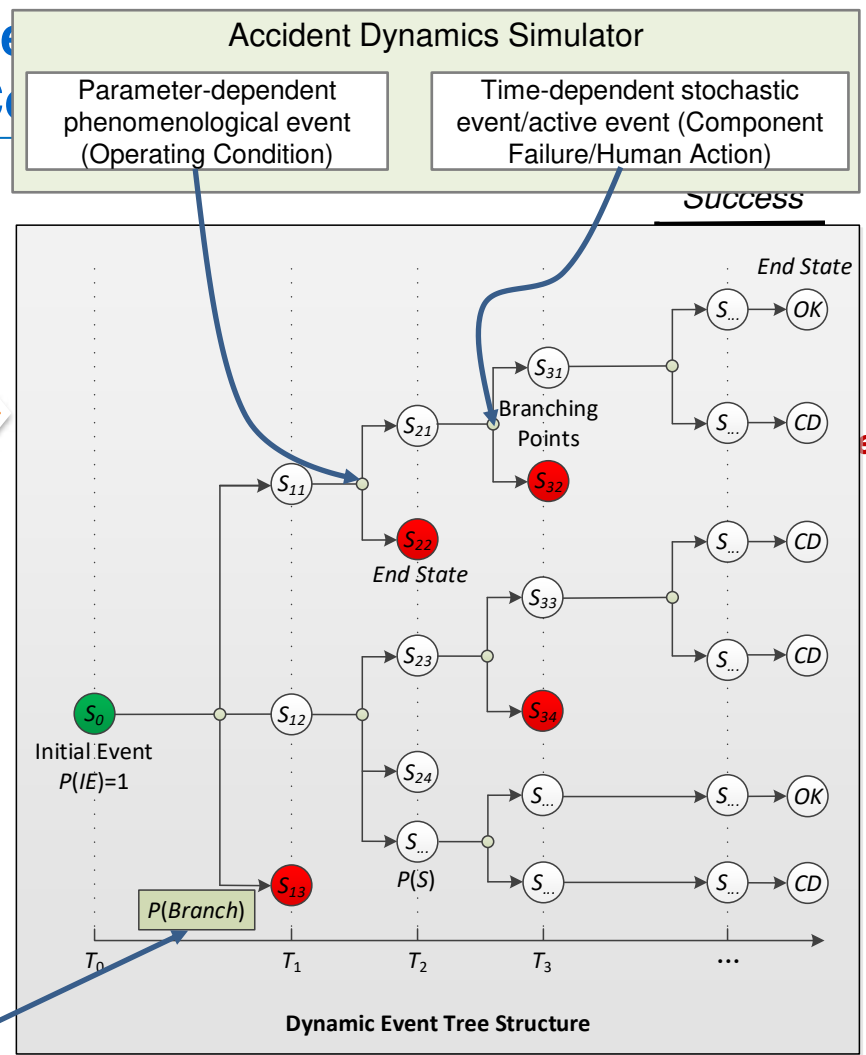 Accident Dynamics Simulator
Parameter-dependent
phenomenological event
(Operating Condition)
Time-dependent stochastic
event/active event (Component
Failure/Human Action)
Success
End State
S... OK
S31
Branching
Points
S21
S... CD
S11
S32
S22
End State
S... CD
S33
S23
S... CD
S0
S12
S34
Initial Event
P(IE)=1
S24
S... S... OK
S...
P(S)
S13
S... S... CD
P(Branch)
T0 T1 T2 T3 ...
Dynamic Event Tree Structure